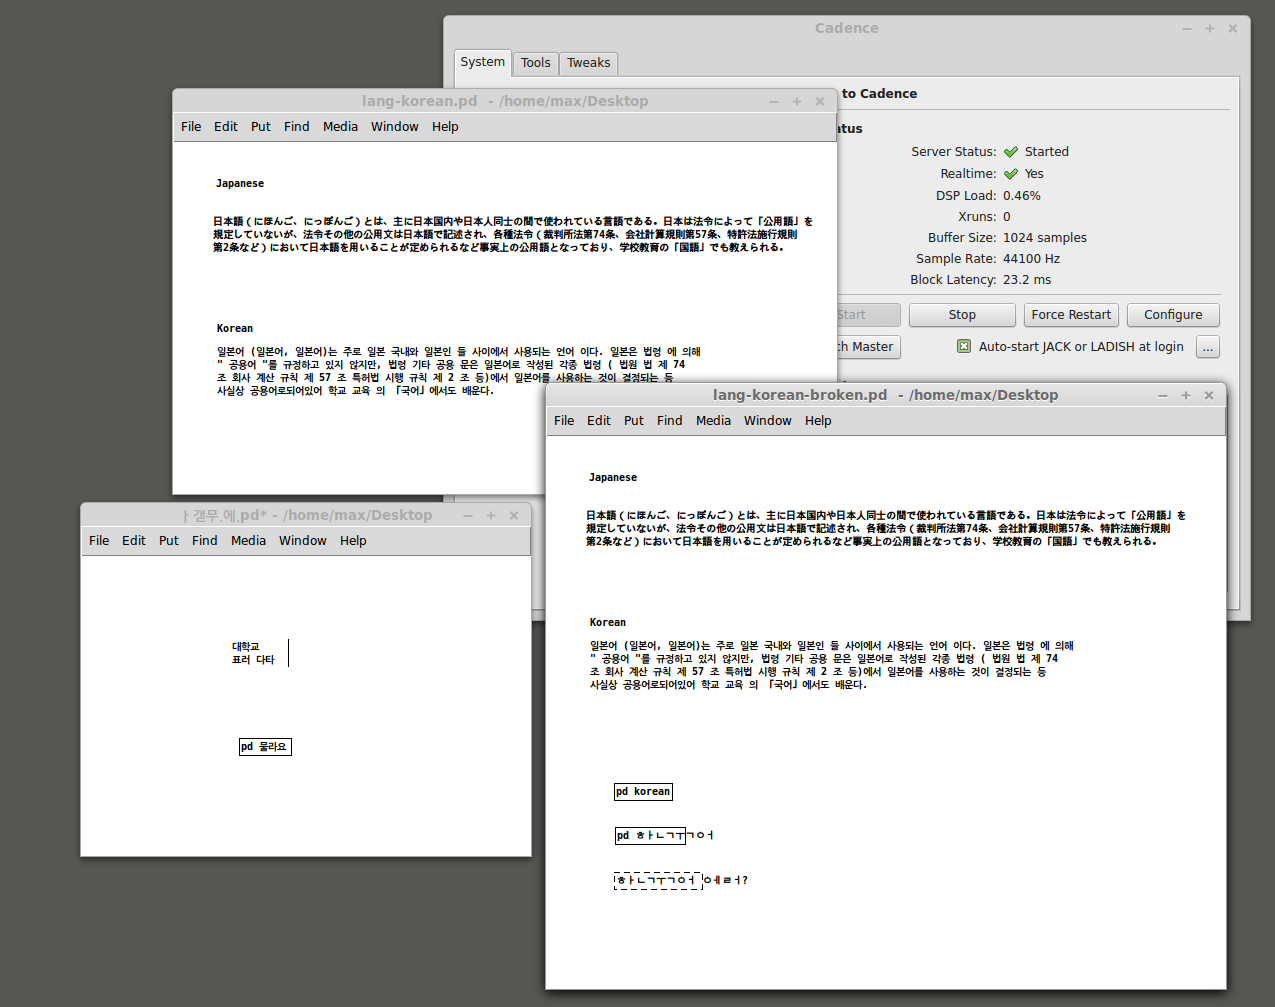 Cadence
System Tools Tweaks
to Cadence
atus
Server Status: Started
Realtime: Yes
DSP Load: 0.46%
Xruns: 0
Buffer Size: 1024 samples
Sample Rate: 44100 Hz
Block Latency: 23.2 ms
Start Stop Force Restart Configure
ch Master Auto-start JACK or LADISH at login ...
lang-korean.pd - /home/max/Desktop
File Edit Put Find Media Window Help
Japanese
日本語（にほんご、にっぽんご）とは、主に日本国内や日本人同士の間で使われている言語である。日本は法令によって「公用語」を
規定していないが、法令その他の公用文は日本語で記述され、各種法令（裁判所法第74条、会社計算規則第57条、特許法施行規則
第2条など）において日本語を用いることが定められるなど事実上の公用語となっており、学校教育の「国語」でも教えられる。
Korean
일본어 (일본어, 일본어)는 주로 일본 국내와 일본인 들 사이에서 사용되는 언어 이다. 일본은 법령 에 의해
" 공용어 "를 규정하고 있지 않지만, 법령 기타 공용 문은 일본어로 작성된 각종 법령 ( 법원 법 제 74
조 회사 계산 규칙 제 57 조 특허법 시행 규칙 제 2 조 등)에서 일본어를 사용하는 것이 결정되는 등
사실상 공용어로되어있어 학교 교육 의 「국어」에서도 배운다.
lang-korean-broken.pd - /home/max/Desktop
File Edit Put Find Media Window Help
Japanese
日本語（にほんご、にっぽんご）とは、主に日本国内や日本人同士の間で使われている言語である。日本は法令によって「公用語」を
規定していないが、法令その他の公用文は日本語で記述され、各種法令（裁判所法第74条、会社計算規則第57条、特許法施行規則
第2条など）において日本語を用いることが定められるなど事実上の公用語となっており、学校教育の「国語」でも教えられる。
Korean
일본어 (일본어, 일본어)는 주로 일본 국내와 일본인 들 사이에서 사용되는 언어 이다. 일본은 법령 에 의해
" 공용어 "를 규정하고 있지 않지만, 법령 기타 공용 문은 일본어로 작성된 각종 법령 ( 법원 법 제 74
조 회사 계산 규칙 제 57 조 특허법 시행 규칙 제 2 조 등)에서 일본어를 사용하는 것이 결정되는 등
사실상 공용어로되어있어 학교 교육 의 「국어」에서도 배운다.
pd korean
pd ㅎㅏㄴㄱㅜㄱㅇㅓ
ㅎㅏㄴㄱㅜㄱㅇㅓ ㅇㅔㄹㅓ?
.pd* - /home/max/Desktop
File Edit Put Find Media Window Help
대학교
표러 다타
pd 물라요